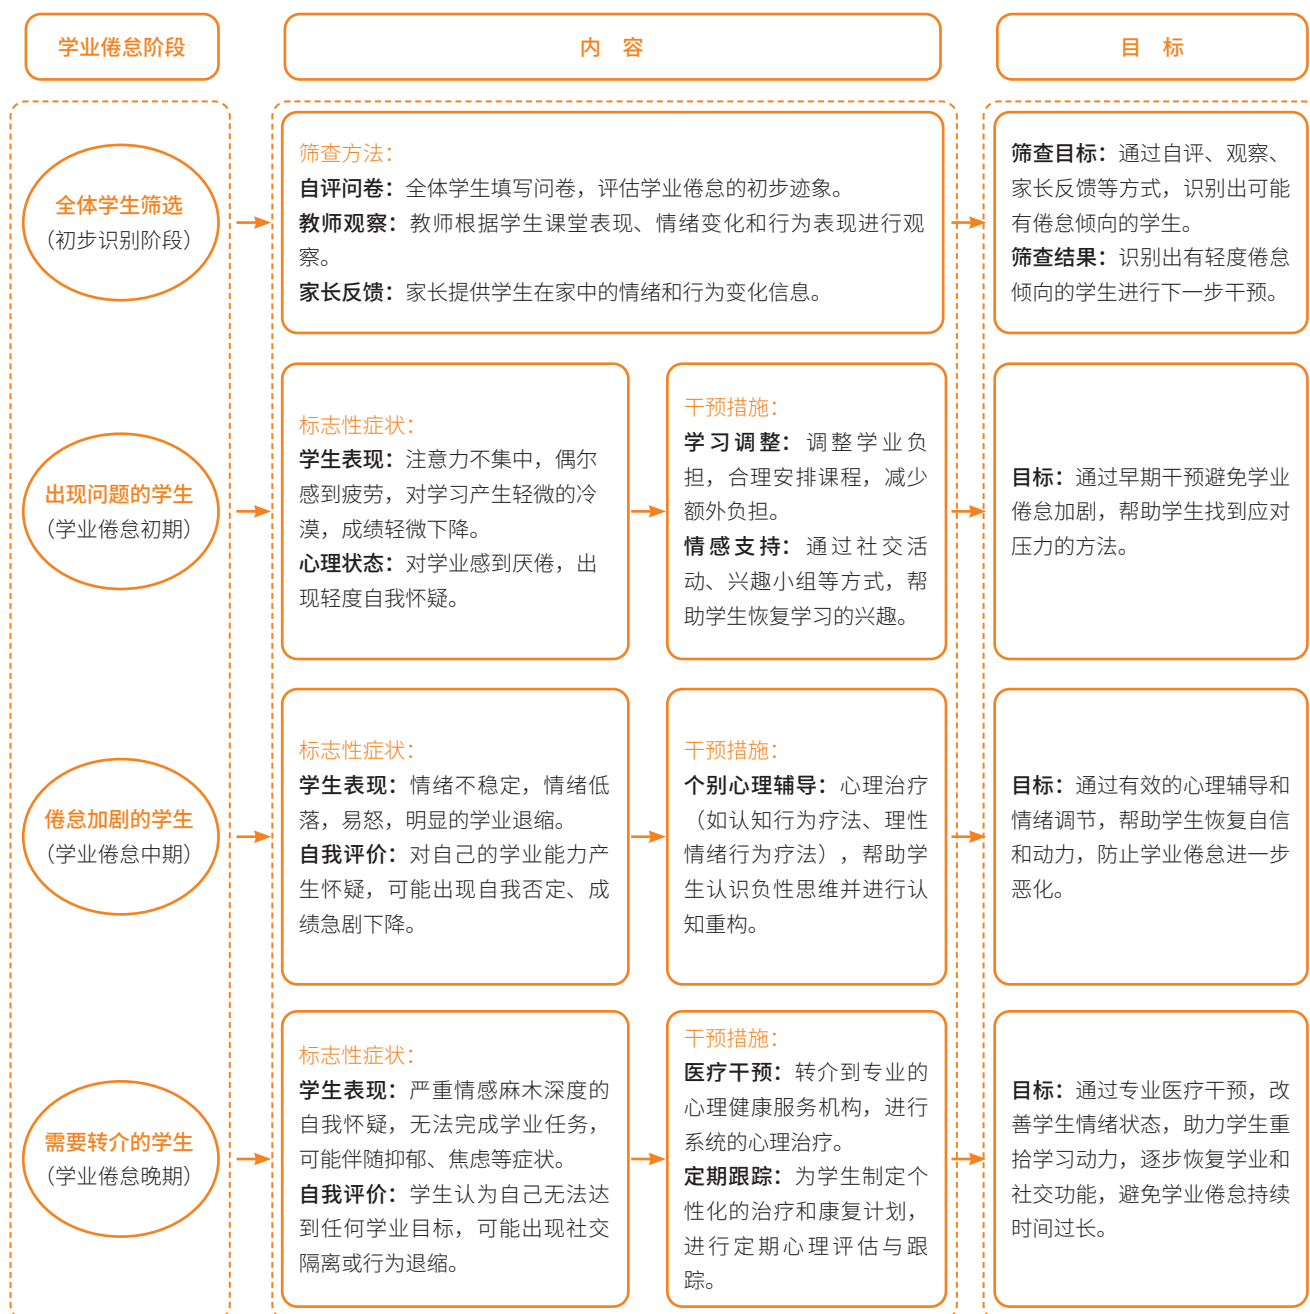 学业倦怠阶段
内　容
目　标
全体学生筛选
（初步识别阶段）
筛查方法：
自评问卷：全体学生填写问卷，评估学业倦怠的初步迹象。
教师观察：教师根据学生课堂表现、情绪变化和行为表现进行观
察。
家长反馈：家长提供学生在家中的情绪和行为变化信息。
筛查目标：通过自评、观察、
家长反馈等方式，识别出可能
有倦怠倾向的学生。
筛查结果：识别出有轻度倦怠
倾向的学生进行下一步干预。
出现问题的学生
（学业倦怠初期）
标志性症状：
学生表现：注意力不集中，偶尔
感到疲劳，对学习产生轻微的冷
漠，成绩轻微下降。
心理状态：对学业感到厌倦，出
现轻度自我怀疑。
干预措施：
学习调整：调整学业负
担，合理安排课程，减少
额外负担。
情感支持：通过社交活
动、兴趣小组等方式，帮
助学生恢复学习的兴趣。
目标：通过早期干预避免学业
倦怠加剧，帮助学生找到应对
压力的方法。
倦怠加剧的学生
（学业倦怠中期）
标志性症状：
学生表现：情绪不稳定，情绪低
落，易怒，明显的学业退缩。
自我评价：对自己的学业能力产
生怀疑，可能出现自我否定、成
绩急剧下降。
干预措施：
个别心理辅导：心理治疗
（如认知行为疗法、理性
情绪行为疗法），帮助学
生认识负性思维并进行认
知重构。
目标：通过有效的心理辅导和
情绪调节，帮助学生恢复自信
和动力，防止学业倦怠进一步
恶化。
需要转介的学生
（学业倦怠晚期）
标志性症状：
学生表现：严重情感麻木深度的
自我怀疑，无法完成学业任务，
可能伴随抑郁、焦虑等症状。
自我评价：学生认为自己无法达
到任何学业目标，可能出现社交
隔离或行为退缩。
干预措施：
医疗干预：转介到专业的
心理健康服务机构，进行
系统的心理治疗。
定期跟踪：为学生制定个
性化的治疗和康复计划，
进行定期心理评估与跟
踪。
目标：通过专业医疗干预，改
善学生情绪状态，助力学生重
拾学习动力，逐步恢复学业和
社交功能，避免学业倦怠持续
时间过长。